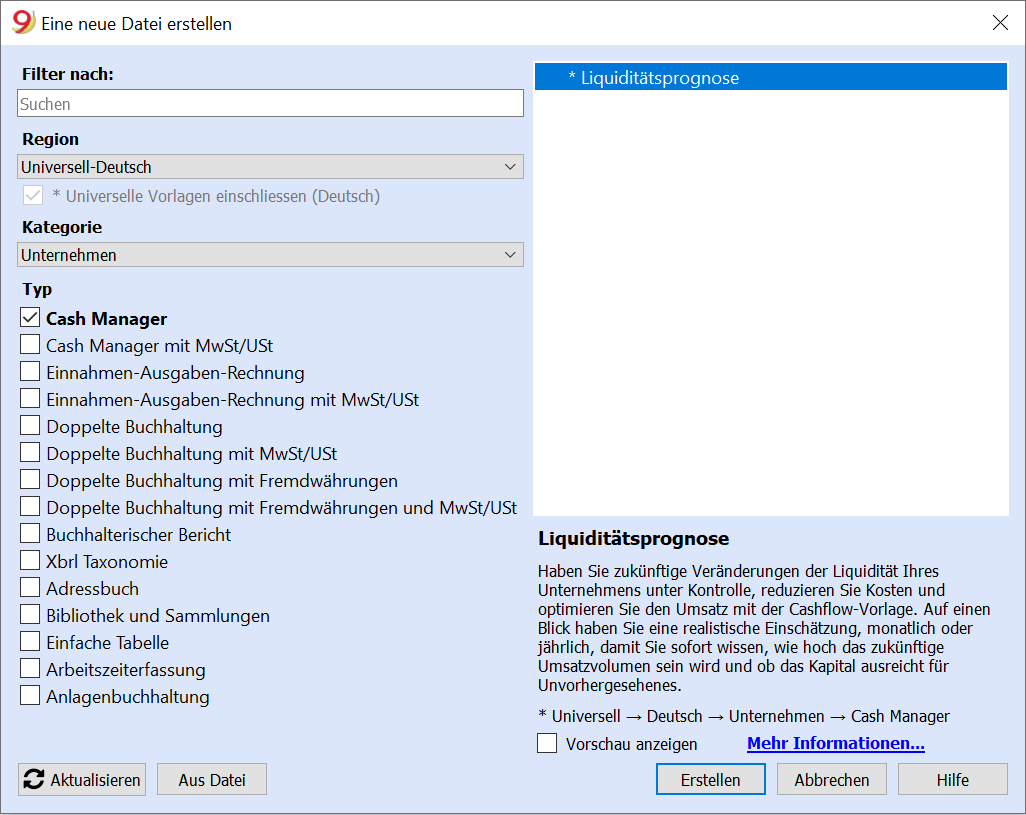 9 Eine neue Datei erstellen
Filter nach:
Suchen
Region
Universell-Deutsch
* Universelle Vorlagen einschliessen (Deutsch)
Kategorie
Unternehmen
Typ
Cash Manager
Cash Manager mit MwSt/USt
Einnahmen-Ausgaben-Rechnung
Einnahmen-Ausgaben-Rechnung mit MwSt/USt
Doppelte Buchhaltung
Doppelte Buchhaltung mit MwSt/USt
Doppelte Buchhaltung mit Fremdwährungen
Doppelte Buchhaltung mit Fremdwährungen und MwSt/USt
Buchhalterischer Bericht
Xbrl Taxonomie
Adressbuch
Bibliothek und Sammlungen
Einfache Tabelle
Arbeitszeiterfassung
Anlagenbuchhaltung
* Liquiditätsprognose
Liquiditätsprognose
Haben Sie zukünftige Veränderungen der Liquidität Ihres
Unternehmens unter Kontrolle, reduzieren Sie Kosten und
optimieren Sie den Umsatz mit der Cashflow-Vorlage. Auf einen
Blick haben Sie eine realistische Einschätzung, monatlich oder
jährlich, damit Sie sofort wissen, wie hoch das zukünftige
Umsatzvolumen sein wird und ob das Kapital ausreicht für
Unvorhergesehenes.
* Universell → Deutsch → Unternehmen → Cash Manager
Vorschau anzeigen Mehr Informationen...
Aktualisieren Aus Datei Erstellen Abbrechen Hilfe